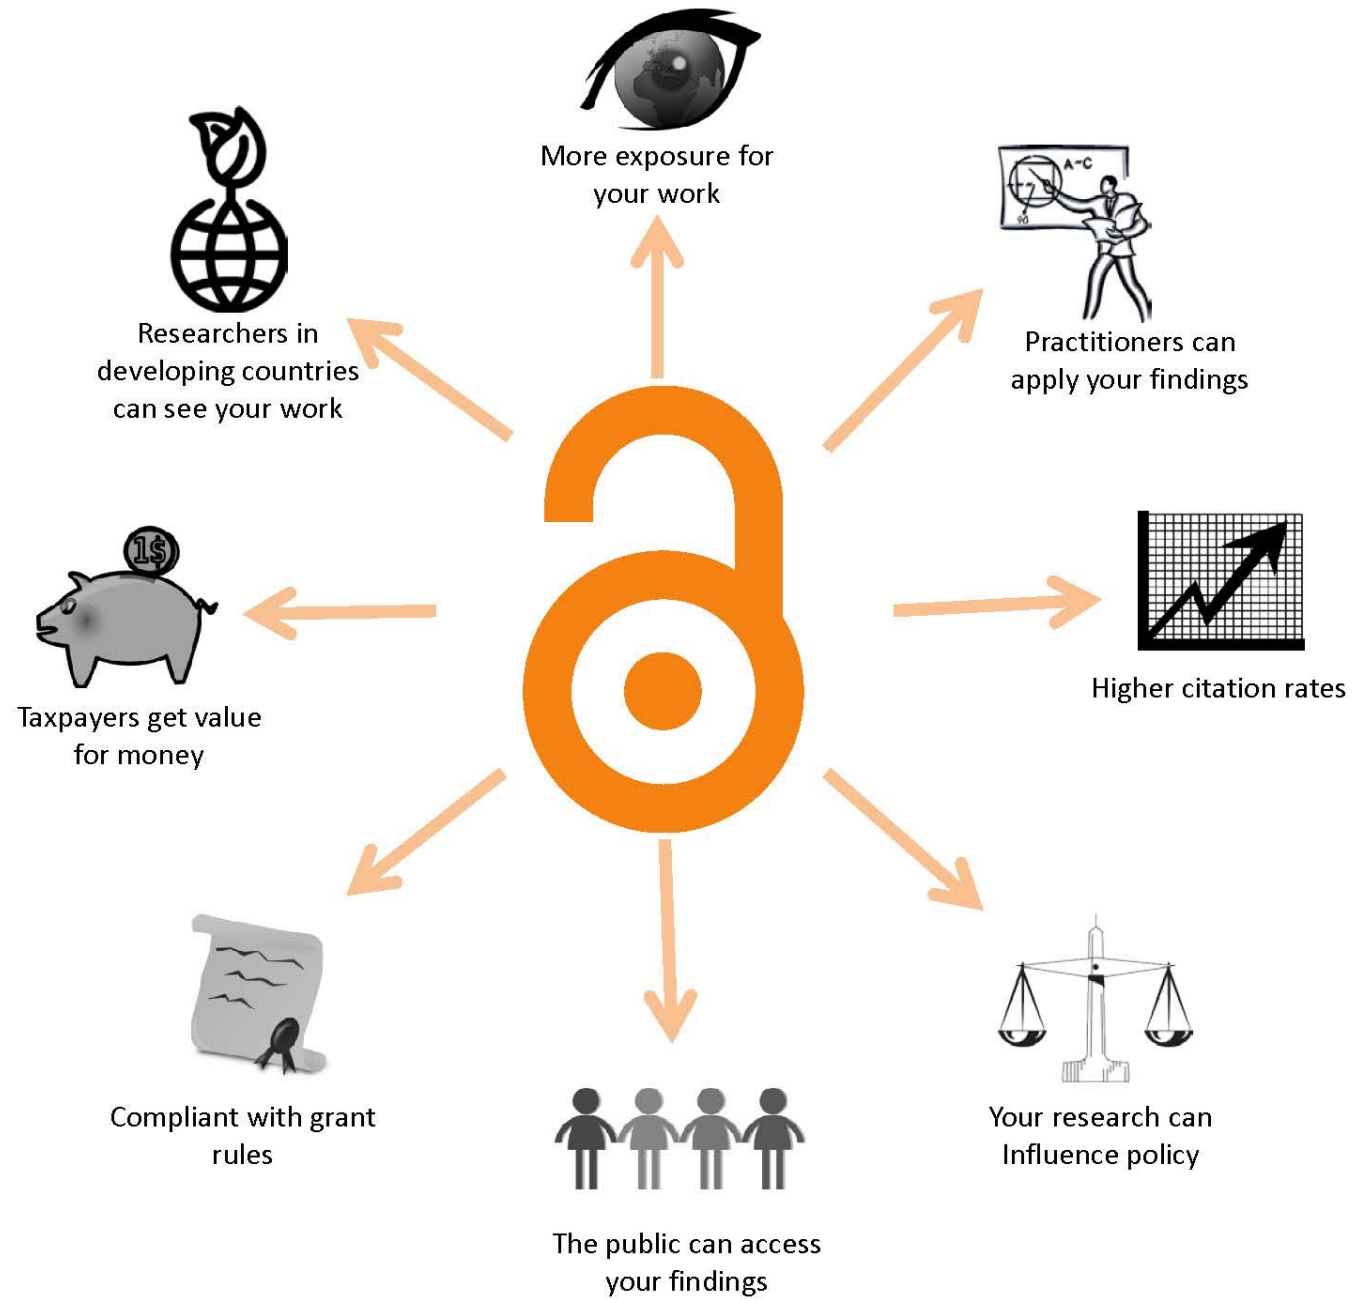 More exposure for
your work
A-C
90
Practitioners can
apply your findings
Researchers in
developing countries
can see your work
1$
Higher citation rates
Taxpayers get value
for money
Compliant with grant
rules
Your research can
Influence policy
The public can access
your findings